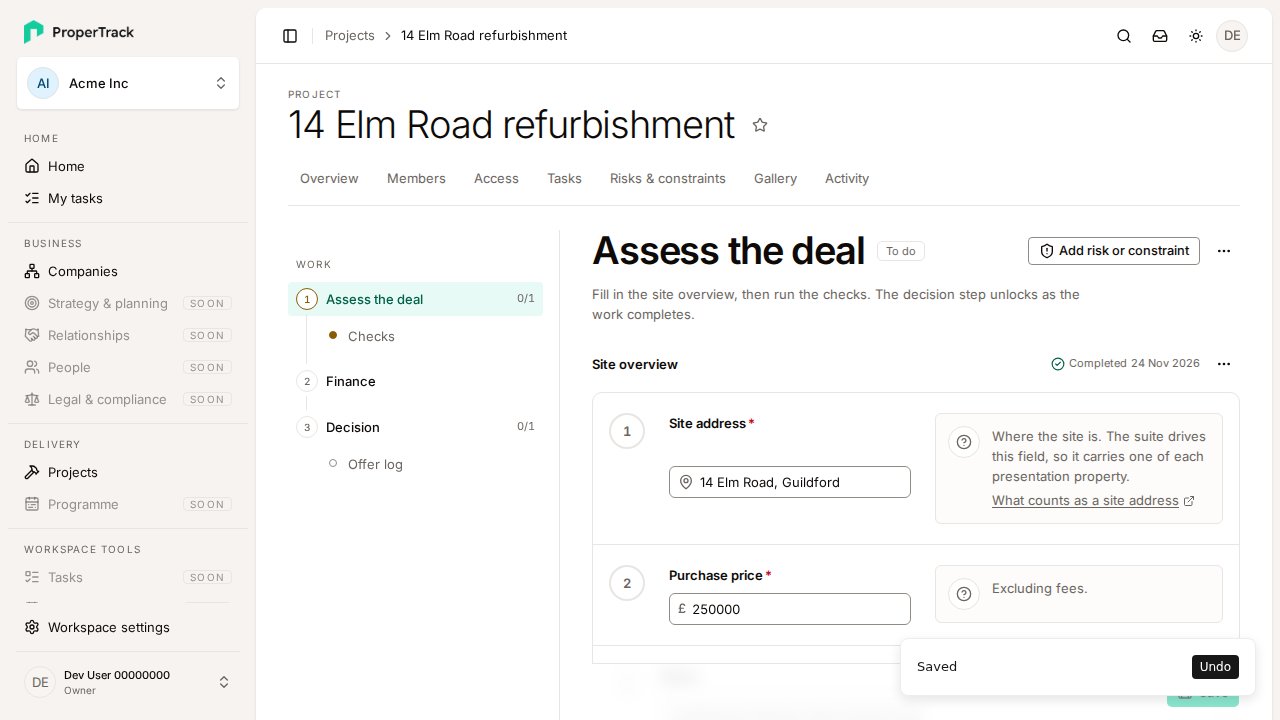 ProperTrack
AI
Acme Inc
HOME
Home
My tasks
BUSINESS
Companies
Strategy & planning SOON
Relationships SOON
People SOON
Legal & compliance SOON
DELIVERY
Projects
Programme SOON
WORKSPACE TOOLS
Tasks SOON
Workspace settings
DE
Dev User 00000000
Owner
Projects
14 Elm Road refurbishment
DE
PROJECT
14 Elm Road refurbishment
Overview Members Access Tasks Risks & constraints Gallery Activity
WORK
1 Assess the deal 0/1
Checks
2 Finance
3 Decision 0/1
Offer log
Assess the deal To do
Add risk or constraint
Fill in the site overview, then run the checks. The decision step unlocks as the
work completes.
Site overview
Completed 24 Nov 2026
1
Site address *
14 Elm Road, Guildford
Where the site is. The suite drives
this field, so it carries one of each
presentation property.
What counts as a site address
2
Purchase price *
£ 250000
Excluding fees.
Saved
Undo